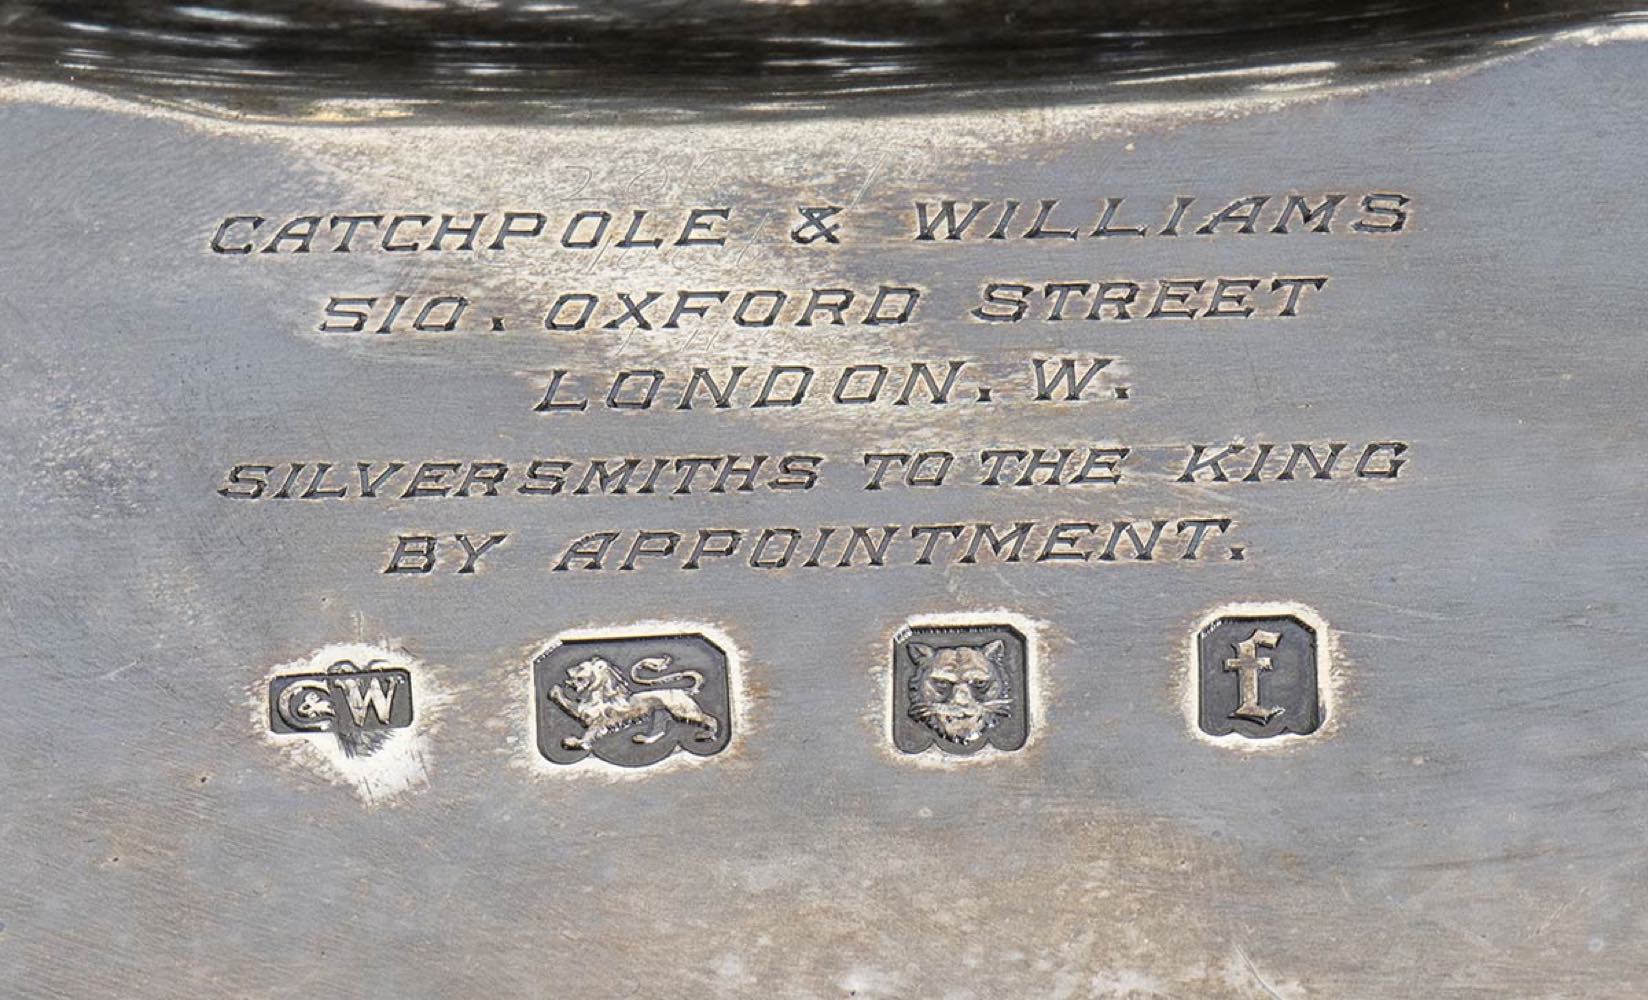 CATCHPOLE & WILLIAMS
510. OXFORD STREET
LONDON. W.
SILVERSMITHS TO THE KING
BY APPOINTMENT.
CW f